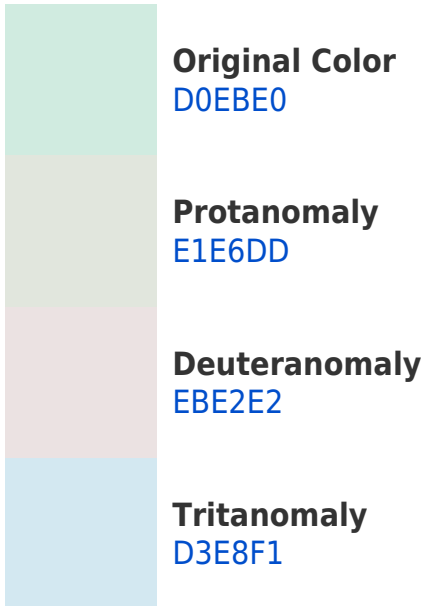 Original Color
D0EBE0
Protanomaly
E1E6DD
Deuteranomaly
EBE2E2
Tritanomaly
D3E8F1